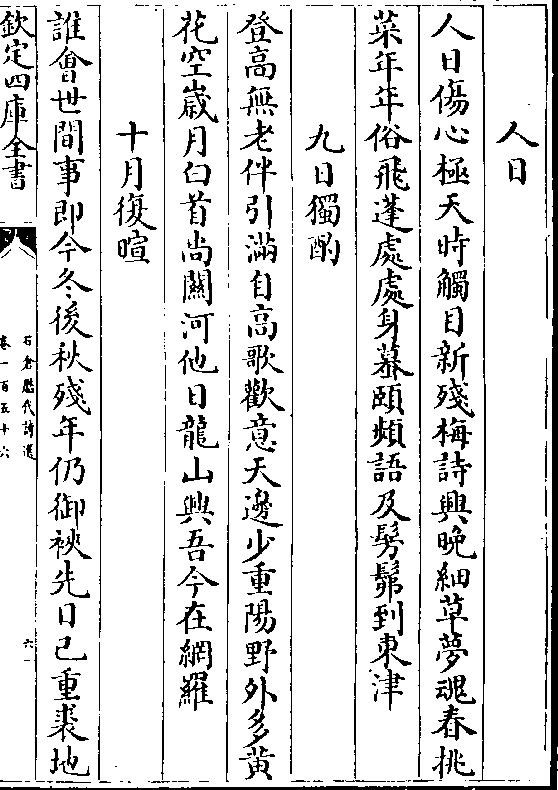 人日
人日傷心極天時觸目新殘梅詩興晚細草夢魂春挑
菜年年俗飛蓬處處身蟇頤頻語及髣髴到東津
九日獨酌
登高無老伴引滿自高歌歡意天邊少重陽野外多黄
花空歲月白首尚關河他日龍山興吾今在網羅
十月復暄
誰會世間事即今冬後秋殘年仍御裌先日已重裘地
欽定四庫全書
石倉歴代詩選
卷一百五十六
六一